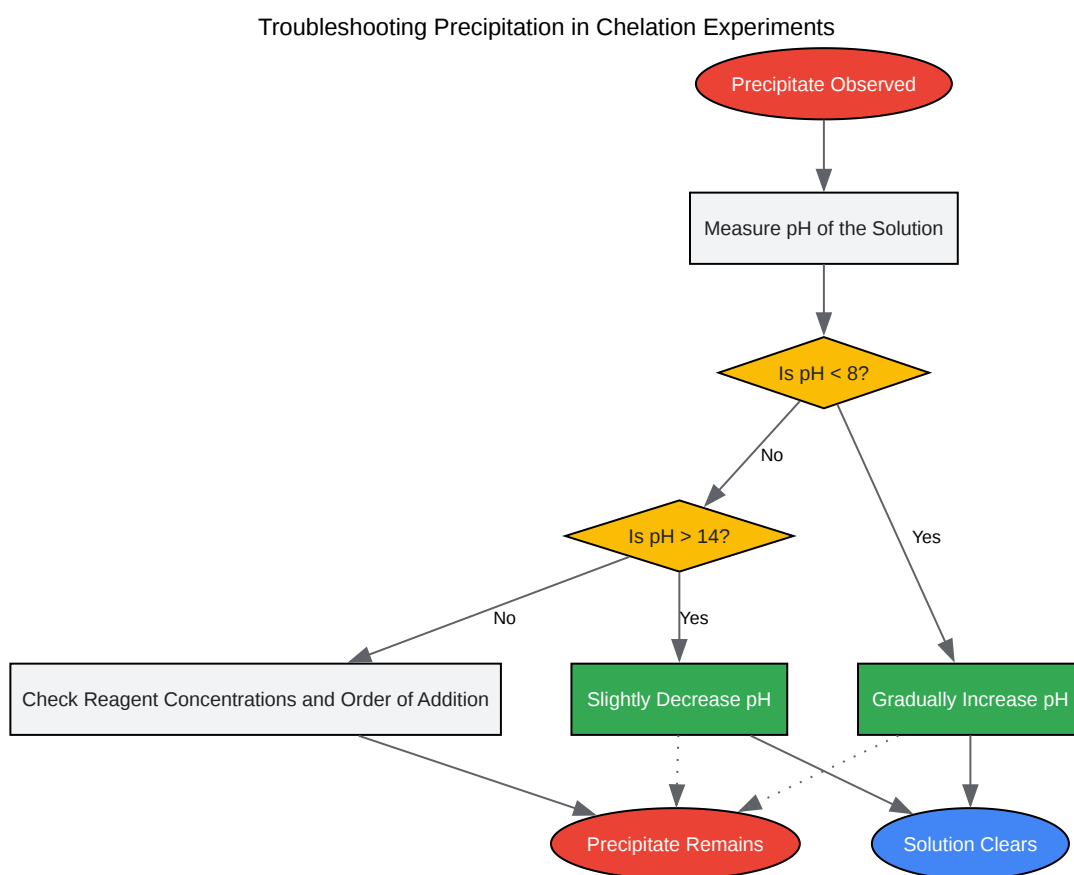 Troubleshooting Precipitation in Chelation Experiments
Precipitate Observed
Measure pH of the Solution
Is pH < 8?
No
Is pH > 14?
Yes
No
Yes
Check Reagent Concentrations and Order of Addition
Slightly Decrease pH
Gradually Increase pH
Precipitate Remains
Solution Clears